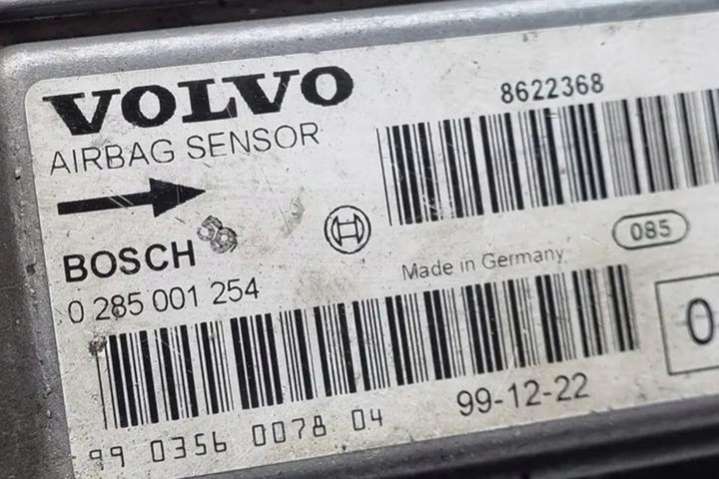 VOLVO
8622368
AIRBAG SENSOR
085
BOSCH
Made in Germany
0 285 001 254
0
99-12-22
99 0356 0078 04